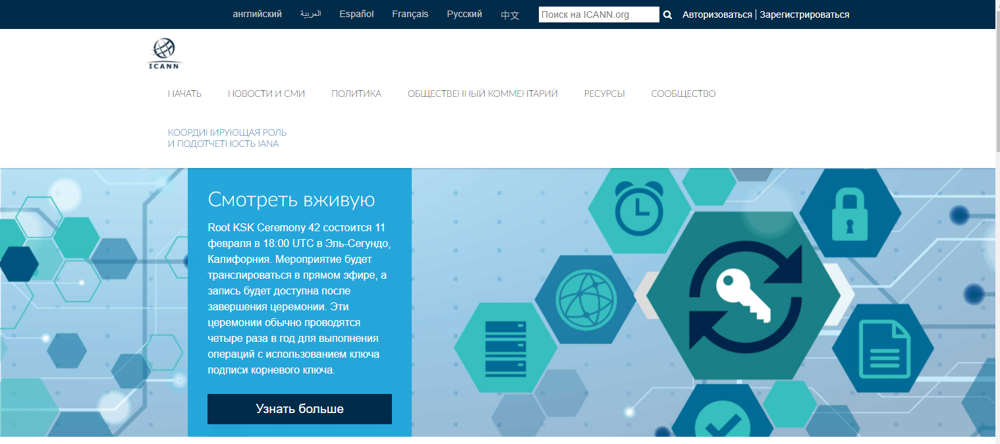 английский العربية Español Français Русский 中文 Поиск на ICANN.org Авторизоваться | Зарегистрироваться
ICANN
НАЧАТЬ НОВОСТИ И СМИ ПОЛИТИКА ОБЩЕСТВЕННЫЙ КОММЕНТАРИЙ РЕСУРСЫ СООБЩЕСТВО
КООРДИНИРУЮЩАЯ РОЛЬ
И ПОДОТЧЕТНОСТЬ IANA
Смотреть вживую
Root KSK Ceremony 42 состоится 11
февраля в 18:00 UTC в Эль-Сегундо,
Калифорния. Мероприятие будет
транслироваться в прямом эфире, а
запись будет доступна после
завершения церемонии. Эти
церемонии обычно проводятся
четыре раза в год для выполнения
операций с использованием ключа
подписи корневого ключа.
Узнать больше